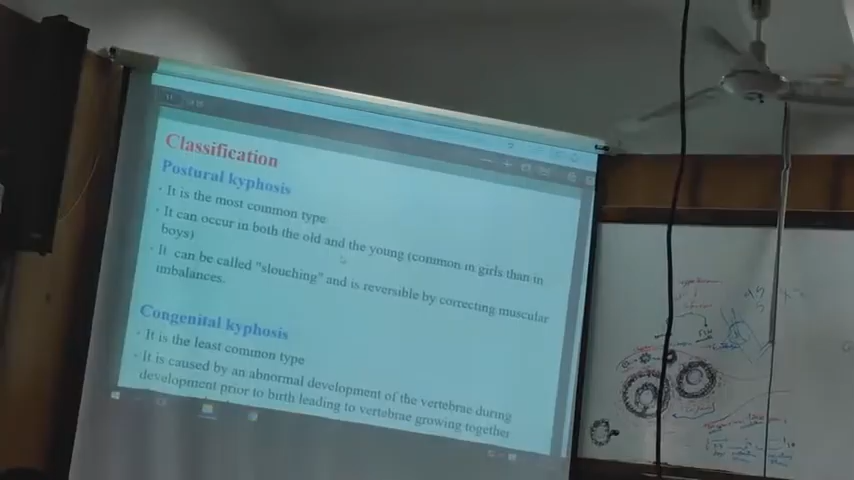 Classification
Postural kyphosis
· It is the most common type
· It can occur in both the old and the young (common in girls than in
boys)
· It can be called "slouching" and is reversible by correcting muscular
imbalances.
Congenital kyphosis
· It is the least common type
· It is caused by an abnormal development of the vertebrae during
development prior to birth leading to vertebrae growing together